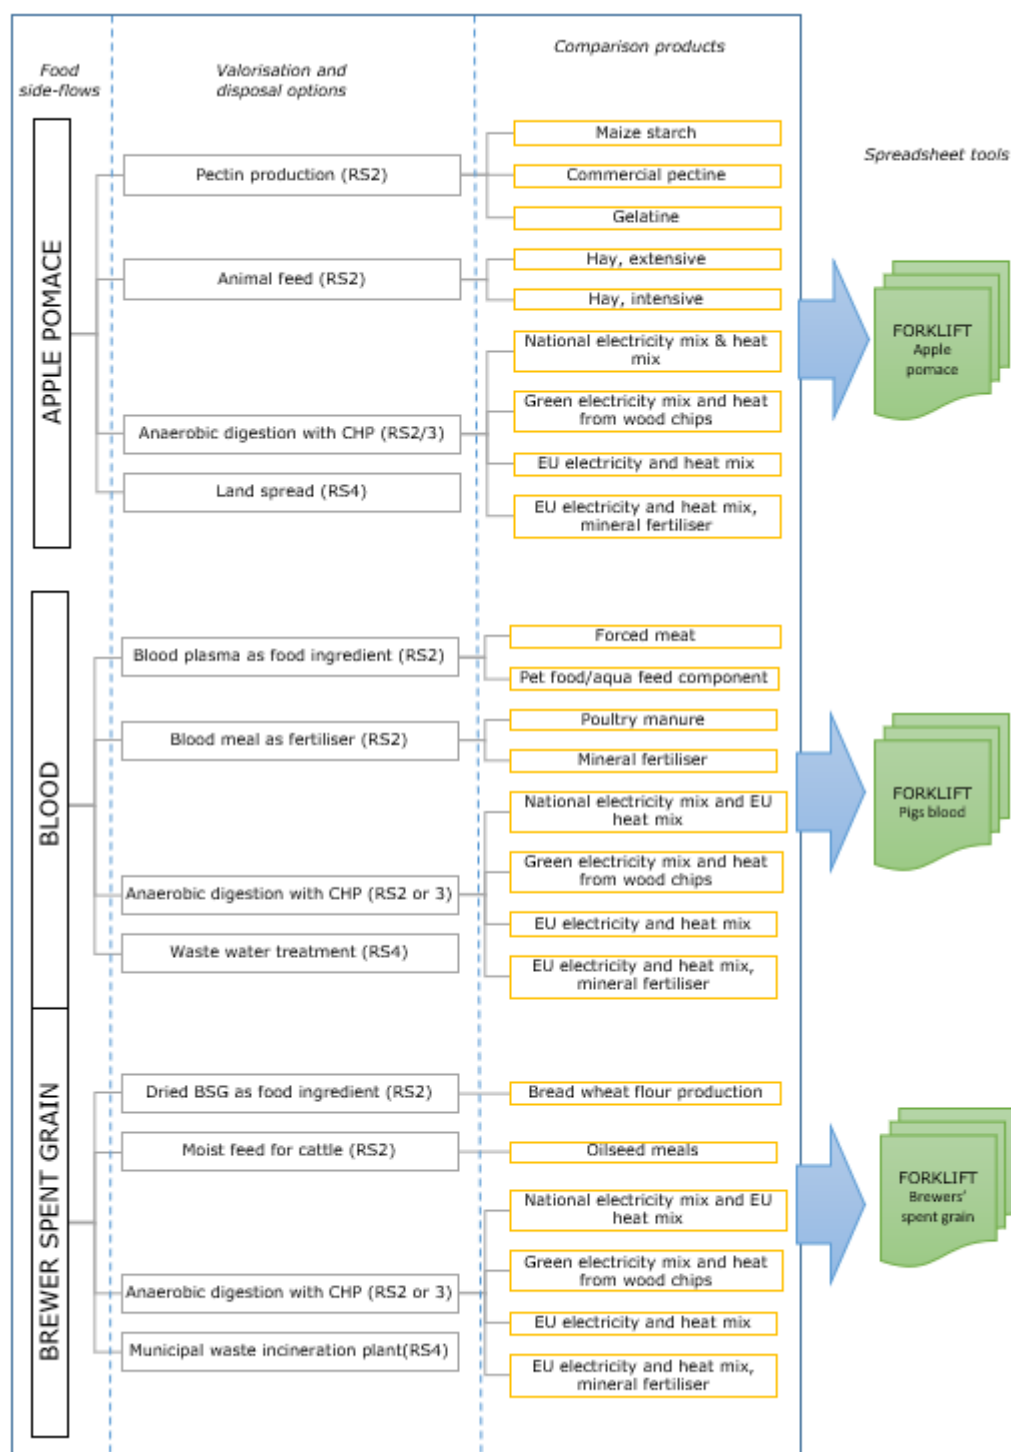 Food
side-flows
Valorisation and
disposal options
Comparison products
Spreadsheet tools
APPLE POMACE
Pectin production (RS2)
Maize starch
Commercial pectine
Gelatine
Animal feed (RS2)
Hay, extensive
Hay, intensive
Anaerobic digestion with CHP (RS2/3)
National electricity mix & heat
mix
Green electricity mix and heat
from wood chips
EU electricity and heat mix
EU electricity and heat mix,
mineral fertiliser
Land spread (RS4)
FORKLIFT
Apple
pomace
BLOOD
Blood plasma as food ingredient (RS2)
Forced meat
Pet food/aqua feed component
Blood meal as fertiliser (RS2)
Poultry manure
Mineral fertiliser
Anaerobic digestion with CHP (RS2 or 3)
National electricity mix and EU
heat mix
Green electricity mix and heat
from wood chips
EU electricity and heat mix
EU electricity and heat mix,
mineral fertiliser
Waste water treatment (RS4)
FORKLIFT
Pigs blood
BREWER SPENT GRAIN
Dried BSG as food ingredient (RS2)
Bread wheat flour production
Moist feed for cattle (RS2)
Oilseed meals
Anaerobic digestion with CHP (RS2 or 3)
National electricity mix and EU
heat mix
Green electricity mix and heat
from wood chips
EU electricity and heat mix
EU electricity and heat mix,
mineral fertiliser
Municipal waste incineration plant(RS4)
FORKLIFT
Brewers'
spent grain